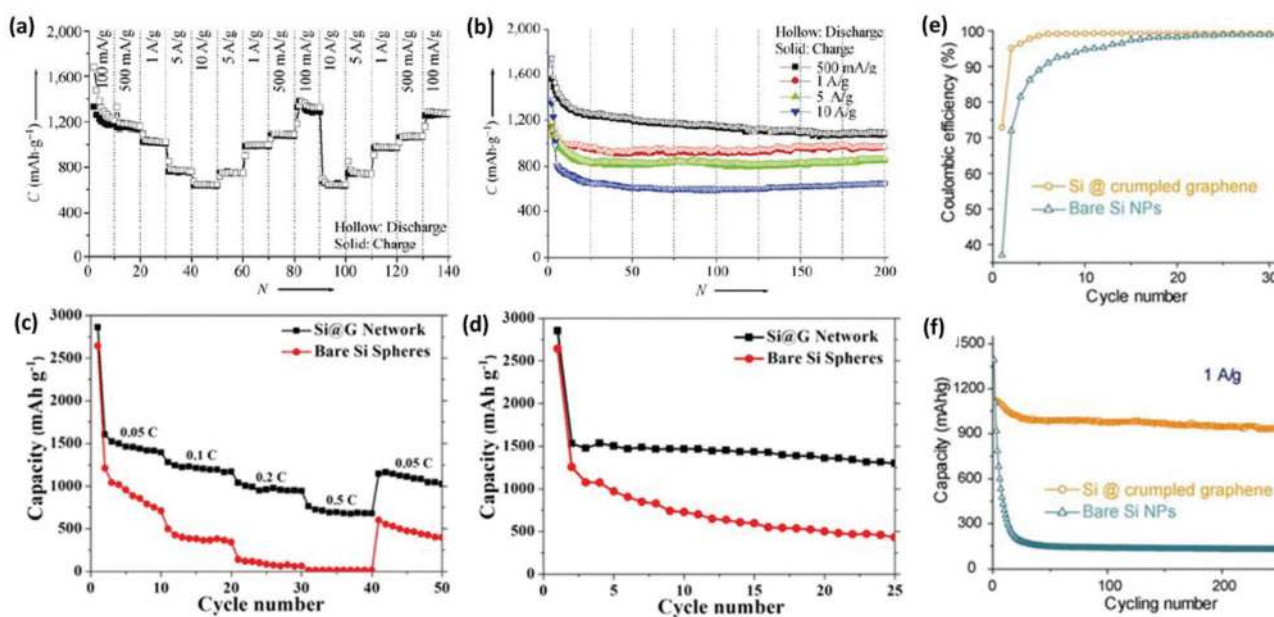 (a)
2,000
1,600
1,200
800
400
0
C (mAh·g⁻¹)
100 mA/g
500 mA/g
1 A/g
5 A/g
10 A/g
5 A/g
1 A/g
500 mA/g
100 mA/g
10 A/g
5 A/g
1 A/g
500 mA/g
100 mA/g
Hollow: Discharge
Solid: Charge
0 20 40 60 80 100 120 140
N
(b)
2,000
1,600
1,200
800
400
0
C (mAh·g⁻¹)
Hollow: Discharge
Solid: Charge
500 mA/g
1 A/g
5 A/g
10 A/g
0 50 100 150 200
N
(e)
100
90
80
70
60
50
40
Coulombic efficiency (%)
Si @ crumpled graphene
Bare Si NPs
0 10 20 30
Cycle number
(c)
3000
2500
2000
1500
1000
500
0
Capacity (mAh g⁻¹)
Si@G Network
Bare Si Spheres
0.05 C
0.1 C
0.2 C
0.5 C
0.05 C
0 10 20 30 40 50
Cycle number
(d)
3000
2500
2000
1500
1000
500
0
Capacity (mAh g⁻¹)
Si@G Network
Bare Si Spheres
0 5 10 15 20 25
Cycle number
(f)
1500
1200
900
600
300
0
Capacity (mAh/g)
1 A/g
Si @ crumpled graphene
Bare Si NPs
0 100 200
Cycling number